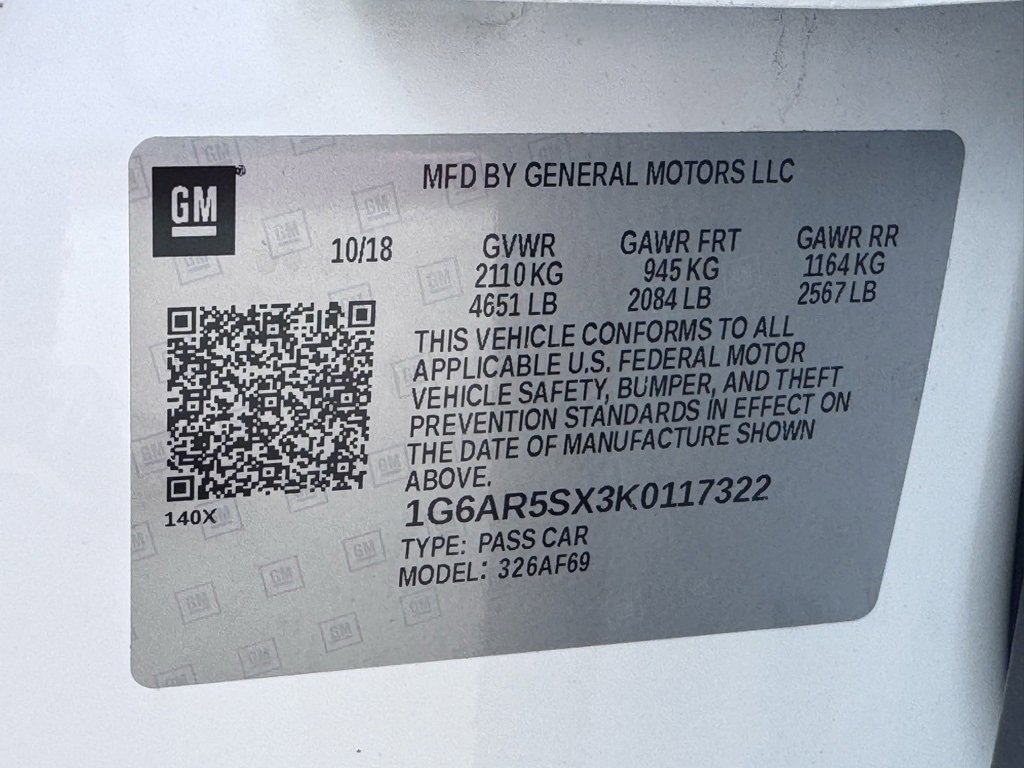 GM
MFD BY GENERAL MOTORS LLC
10/18
GVWR
2110 KG
4651 LB
GAWR FRT
945 KG
2084 LB
GAWR RR
1164 KG
2567 LB
THIS VEHICLE CONFORMS TO ALL
APPLICABLE U.S. FEDERAL MOTOR
VEHICLE SAFETY, BUMPER, AND THEFT
PREVENTION STANDARDS IN EFFECT ON
THE DATE OF MANUFACTURE SHOWN
ABOVE.
1G6AR5SX3K0117322
TYPE: PASS CAR
MODEL: 326AF69
140X